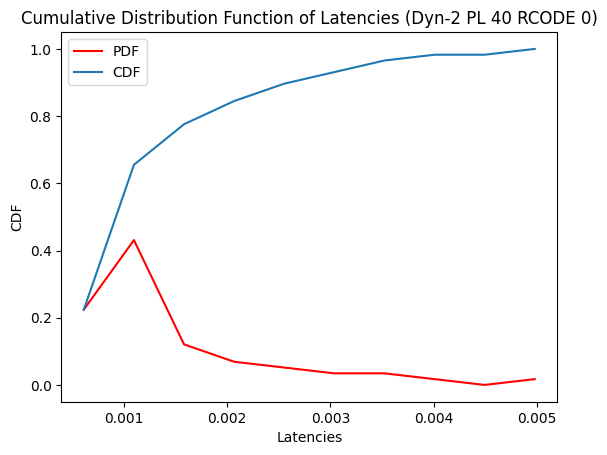 Cumulative Distribution Function of Latencies (Dyn-2 PL 40 RCODE 0)
PDF
CDF
CDF
1.0
0.8
0.6
0.4
0.2
0.0
0.001 0.002 0.003 0.004 0.005
Latencies